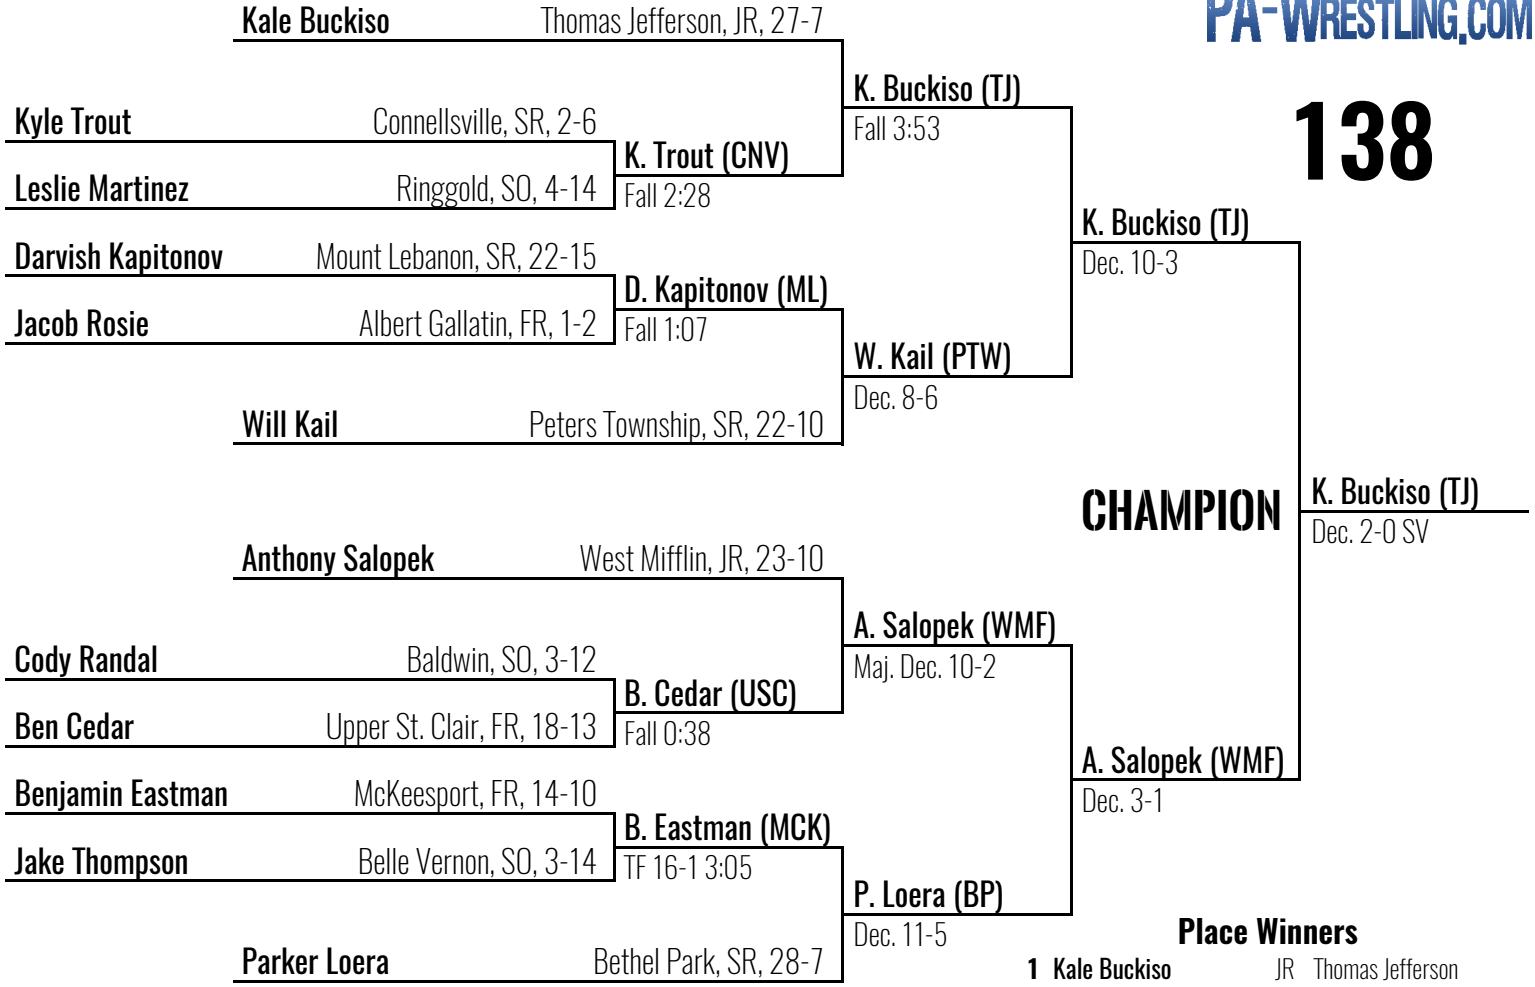 PA-WRESTLING.COM
138
Kale Buckiso Thomas Jefferson, JR, 27-7
K. Buckiso (TJ)
Fall 3:53
Kyle Trout Connellsville, SR, 2-6
K. Trout (CNV)
Fall 2:28
Leslie Martinez Ringgold, SO, 4-14
K. Buckiso (TJ)
Dec. 10-3
Darvish Kapitonov Mount Lebanon, SR, 22-15
D. Kapitonov (ML)
Fall 1:07
Jacob Rosie Albert Gallatin, FR, 1-2
W. Kail (PTW)
Dec. 8-6
Will Kail Peters Township, SR, 22-10
CHAMPION
K. Buckiso (TJ)
Dec. 2-0 SV
Anthony Salopek West Mifflin, JR, 23-10
A. Salopek (WMF)
Maj. Dec. 10-2
Cody Randal Baldwin, SO, 3-12
B. Cedar (USC)
Fall 0:38
Ben Cedar Upper St. Clair, FR, 18-13
A. Salopek (WMF)
Dec. 3-1
Benjamin Eastman McKeesport, FR, 14-10
B. Eastman (MCK)
TF 16-1 3:05
Jake Thompson Belle Vernon, SO, 3-14
P. Loera (BP)
Dec. 11-5
Parker Loera Bethel Park, SR, 28-7
Place Winners
1 Kale Buckiso JR Thomas Jefferson